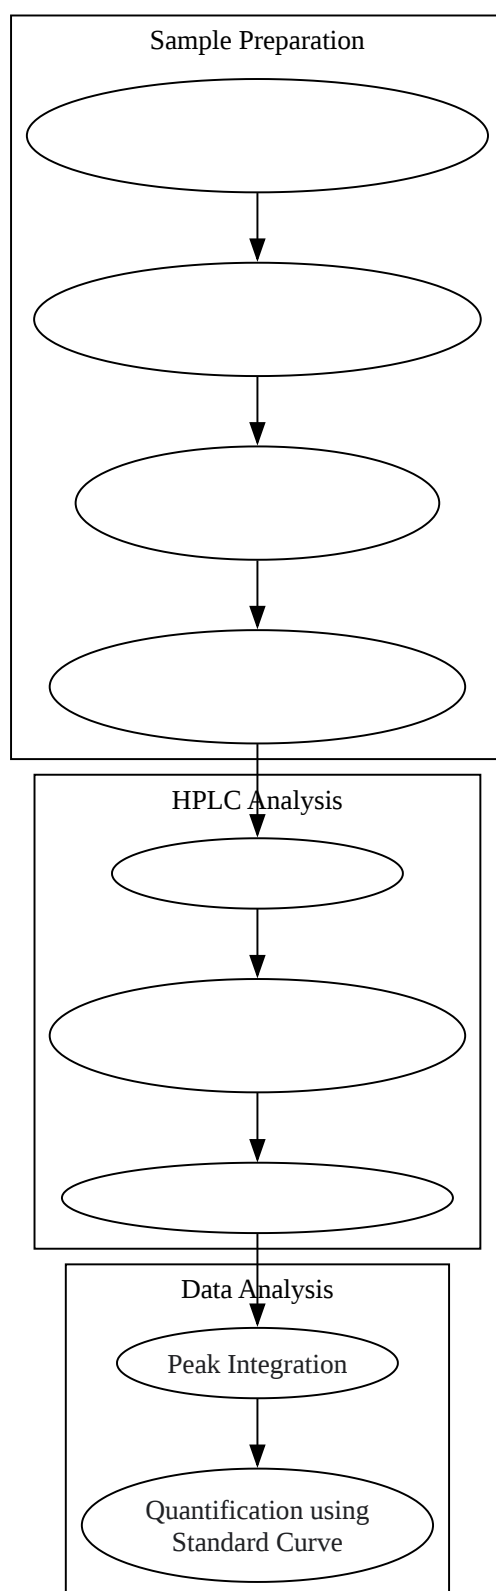 Sample Preparation
HPLC Analysis
Data Analysis
Peak Integration
Quantification using
Standard Curve